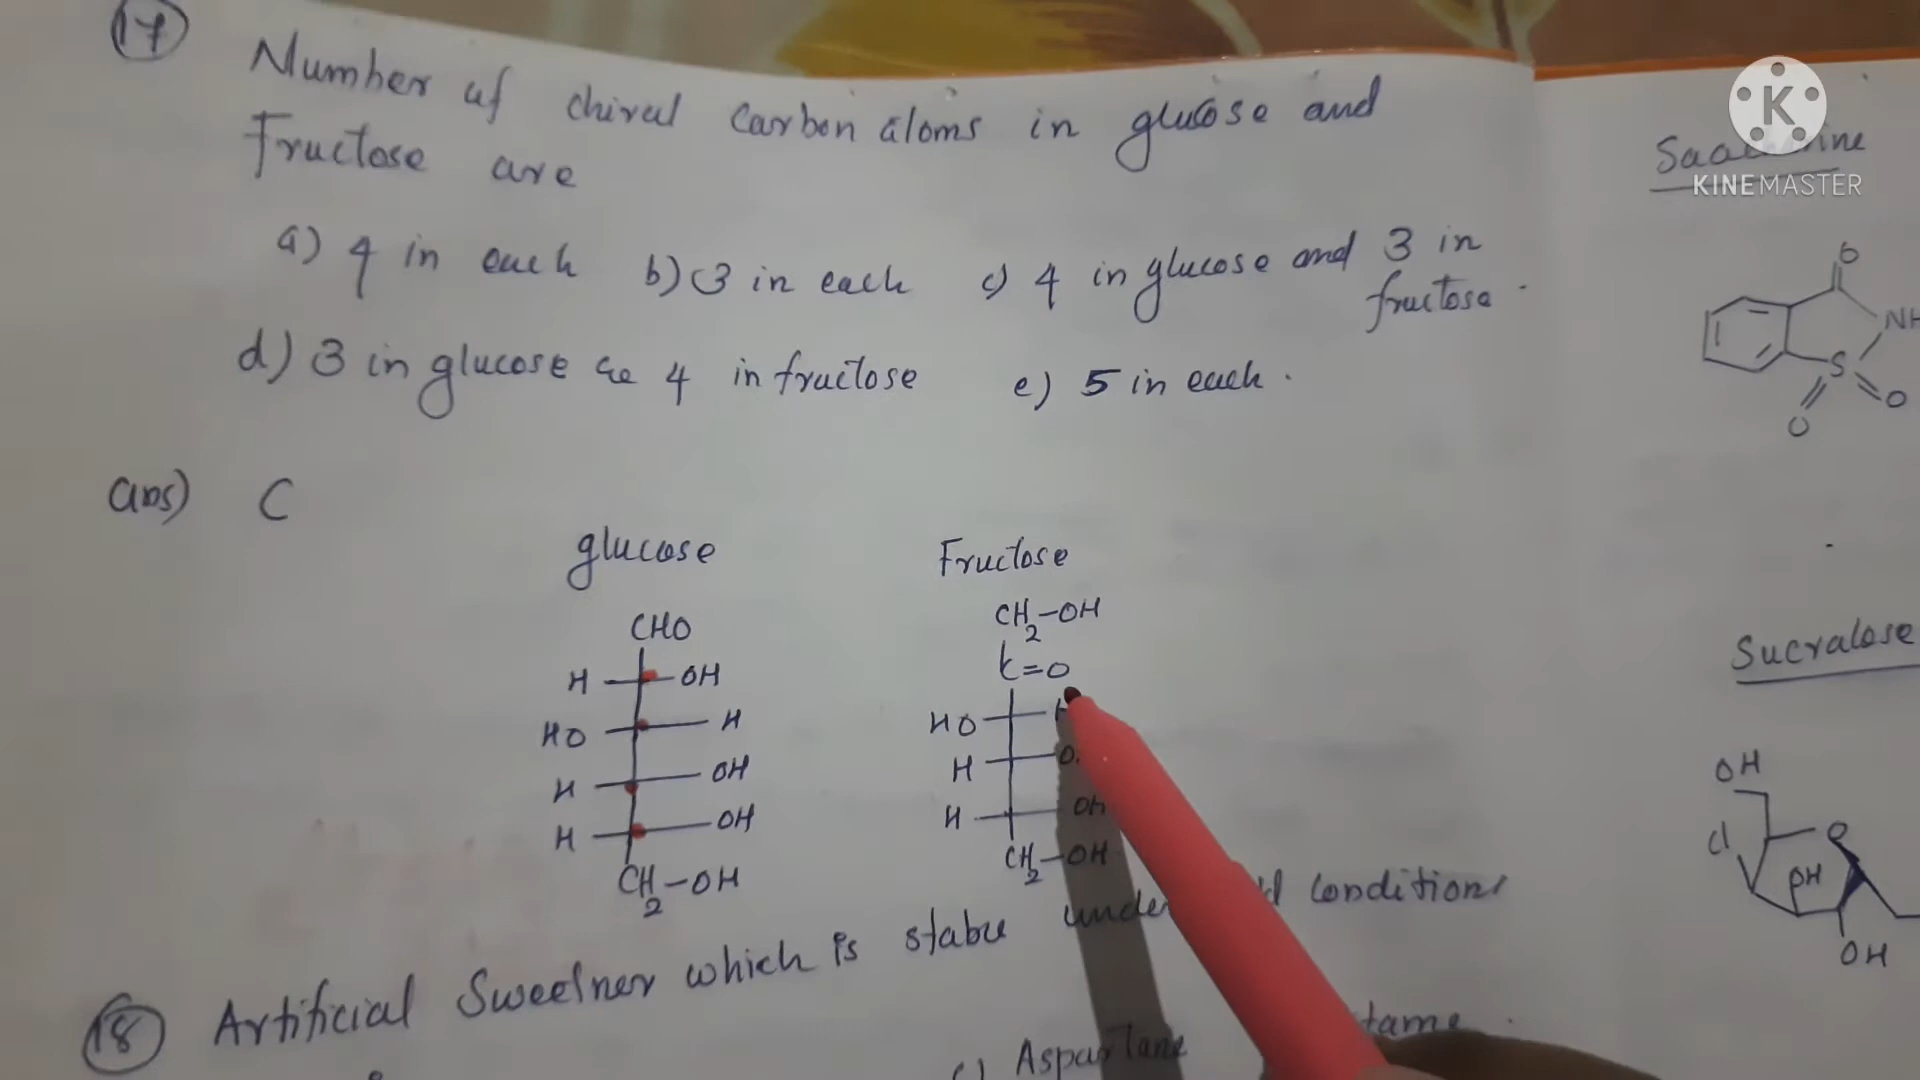 17
Number of chiral carbon atoms in glucose and
Fructose are
a) 4 in each b) 3 in each c) 4 in glucose and 3 in
fructose.
d) 3 in glucose & 4 in fructose e) 5 in each.
ans) C
glucose Fructose
CHO
H OH
HO H
H OH
H OH
CH2-OH
CH2-OH
C=O
HO H
H O
H OH
CH2-OH
18 Artificial Sweetner which is stable under conditions
c) Aspartane tame.
KINEMASTER
K
O
NH
S
O O
Sucralose
OH
Cl O
OH
OH